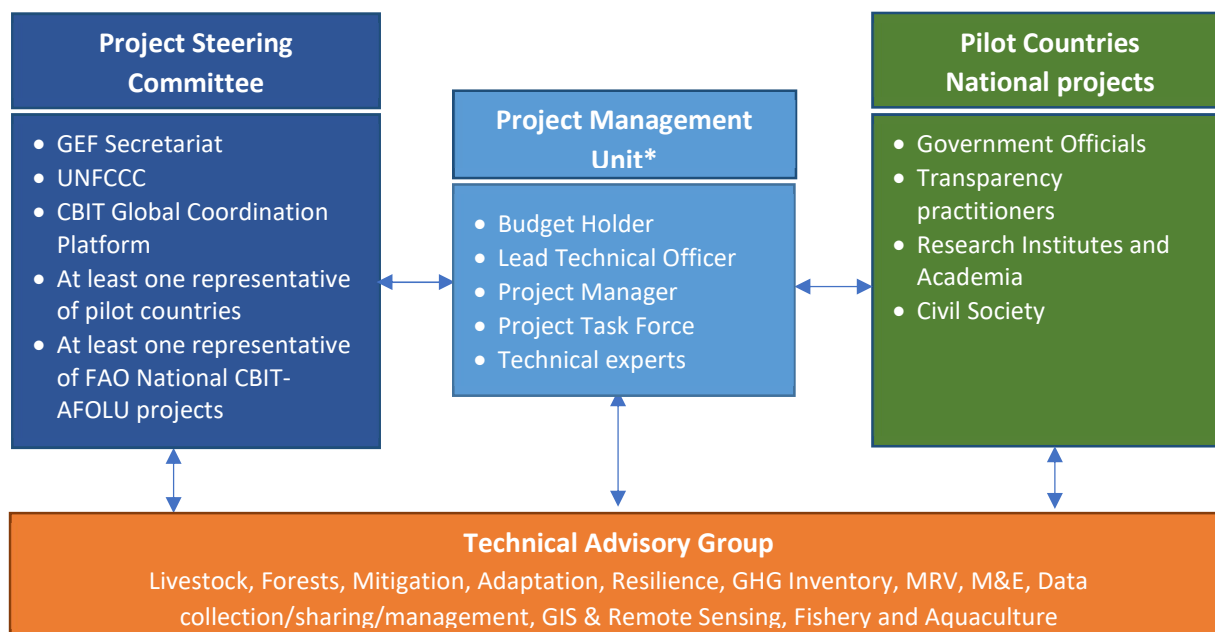 Project Steering
Committee
• GEF Secretariat
• UNFCCC
• CBIT Global Coordination
Platform
• At least one representative
of pilot countries
• At least one representative
of FAO National CBIT-
AFOLU projects
Project Management
Unit*
• Budget Holder
• Lead Technical Officer
• Project Manager
• Project Task Force
• Technical experts
Pilot Countries
National projects
• Government Officials
• Transparency
practitioners
• Research Institutes and
Academia
• Civil Society
Technical Advisory Group
Livestock, Forests, Mitigation, Adaptation, Resilience, GHG Inventory, MRV, M&E, Data
collection/sharing/management, GIS & Remote Sensing, Fishery and Aquaculture